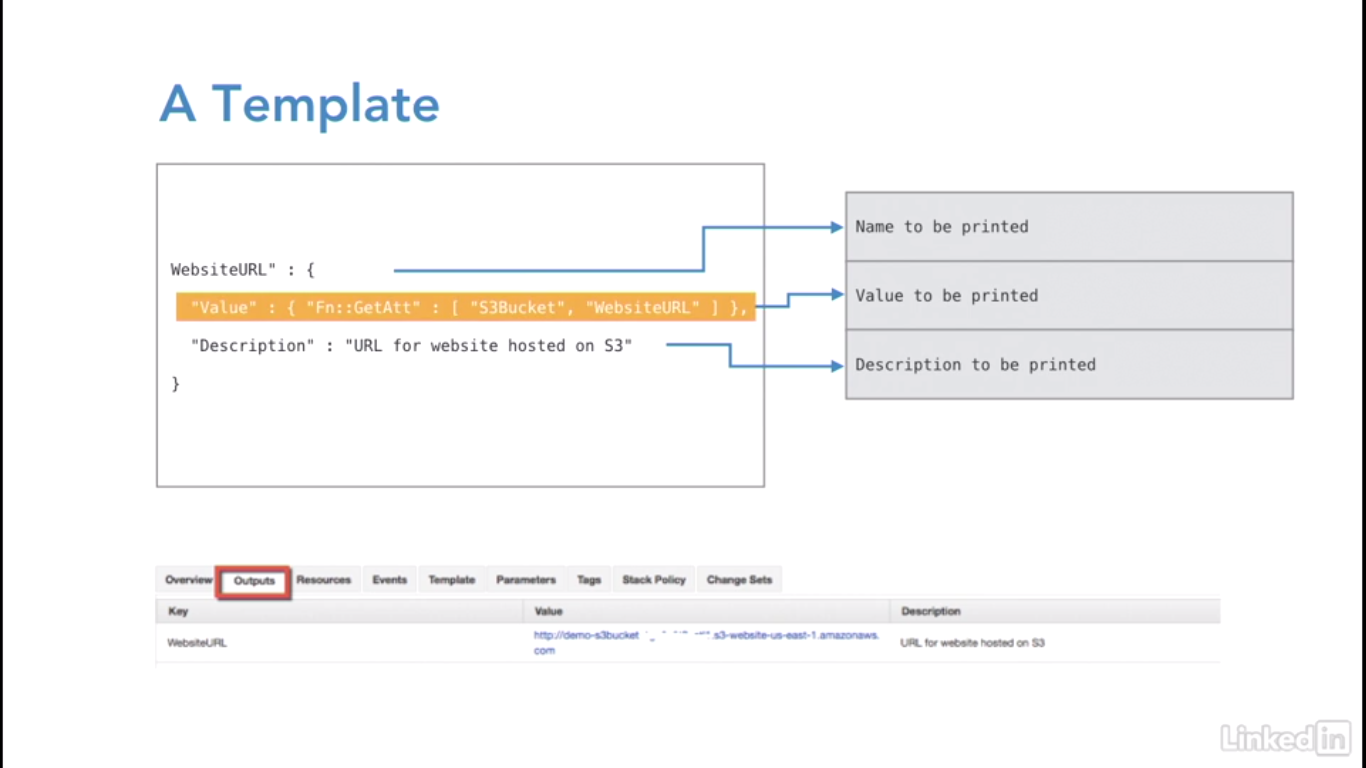 A Template
WebsiteURL" : {
"Value" : { "Fn::GetAtt" : [ "S3Bucket", "WebsiteURL" ] },
"Description" : "URL for website hosted on S3"
}
Name to be printed
Value to be printed
Description to be printed
Overview Outputs Resources Events Template Parameters Tags Stack Policy Change Sets
Key Value Description
WebsiteURL
http://demo-s3bucket .s3-website-us-east-1.amazonaws.
com
URL for website hosted on S3
Linked in